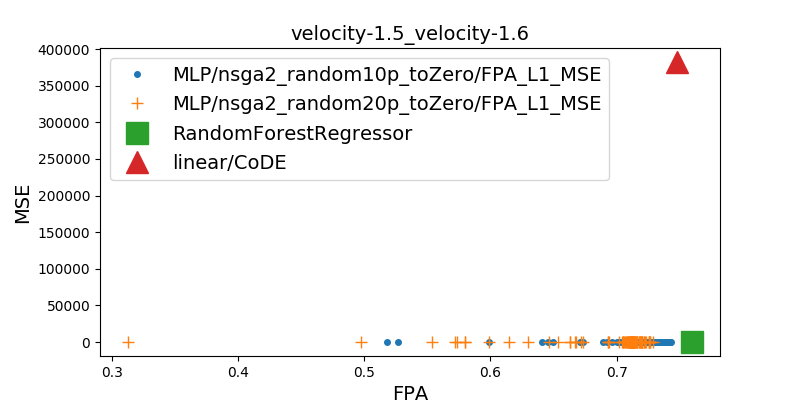 velocity-1.5_velocity-1.6
400000
350000
300000
250000
200000
150000
100000
50000
0
MSE
MLP/nsga2_random10p_toZero/FPA_L1_MSE
MLP/nsga2_random20p_toZero/FPA_L1_MSE
RandomForestRegressor
linear/CoDE
0.3 0.4 0.5 0.6 0.7
FPA